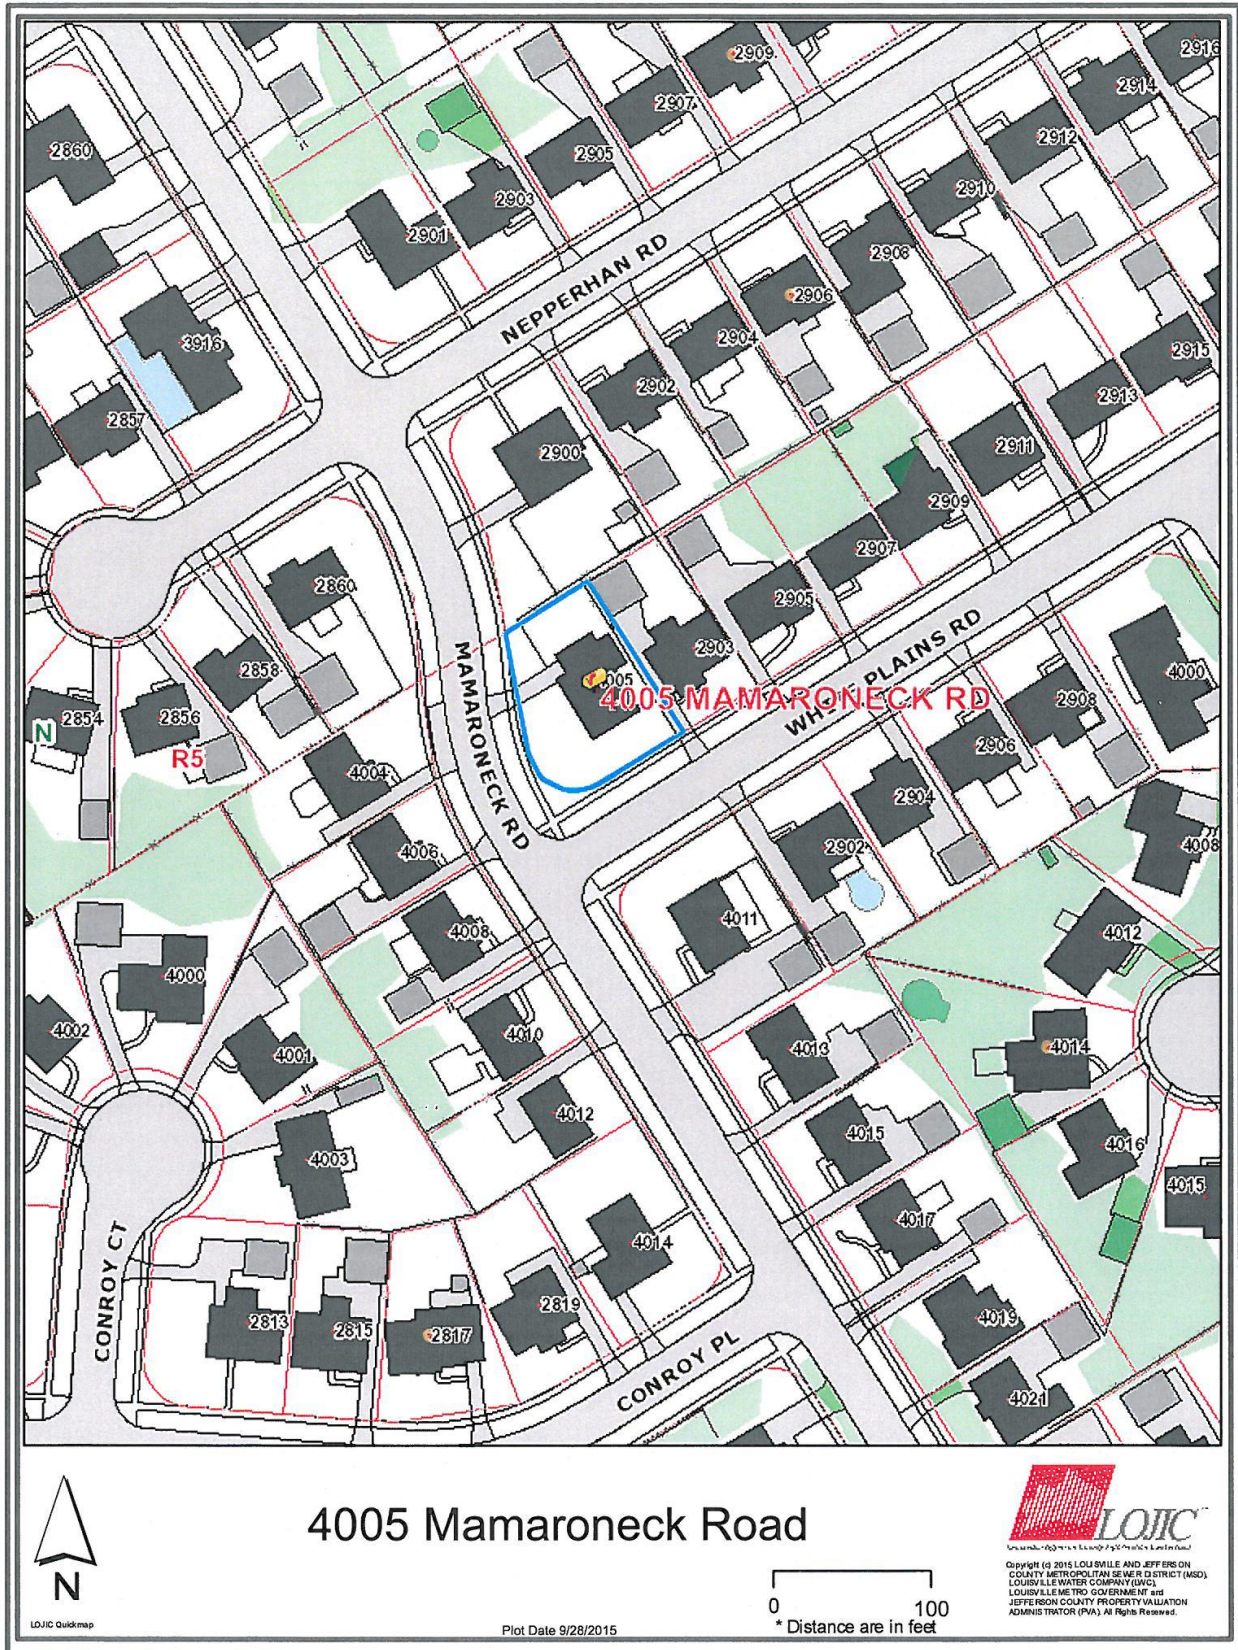 2909
2916
2914
2907
2912
2860
2905
2910
2903
2901
2908
NEPPERHAN RD
2906
2904
3916
2915
2902
2913
2857
2900
2911
2909
2907
2860
2905
2903
2858
MAMARONECK RD
4005 MAMARONECK RD
PLAINS RD
4000
2908
2854
2856
N
R5
2906
4004
2904
4006
2902
4008
4011
4008
4012
4000
4002
4010
4001
4013
4014
4012
4015
4016
4003
4015
4017
4014
CONROY CT
2819
2813
2815
2817
4019
CONROY PL
4021
N
LOJIC Quickmap
4005 Mamaroneck Road
Plot Date 9/28/2015
0 100
* Distance are in feet
LOJIC
Copyright (c) 2015 LOUISVILLE AND JEFFERSON
COUNTY METROPOLITAN SEWER DISTRICT (MSD),
LOUISVILLE WATER COMPANY (LWC),
LOUISVILLE METRO GOVERNMENT and
JEFFERSON COUNTY PROPERTY VALUATION
ADMINISTRATOR (PVA). All Rights Reserved.